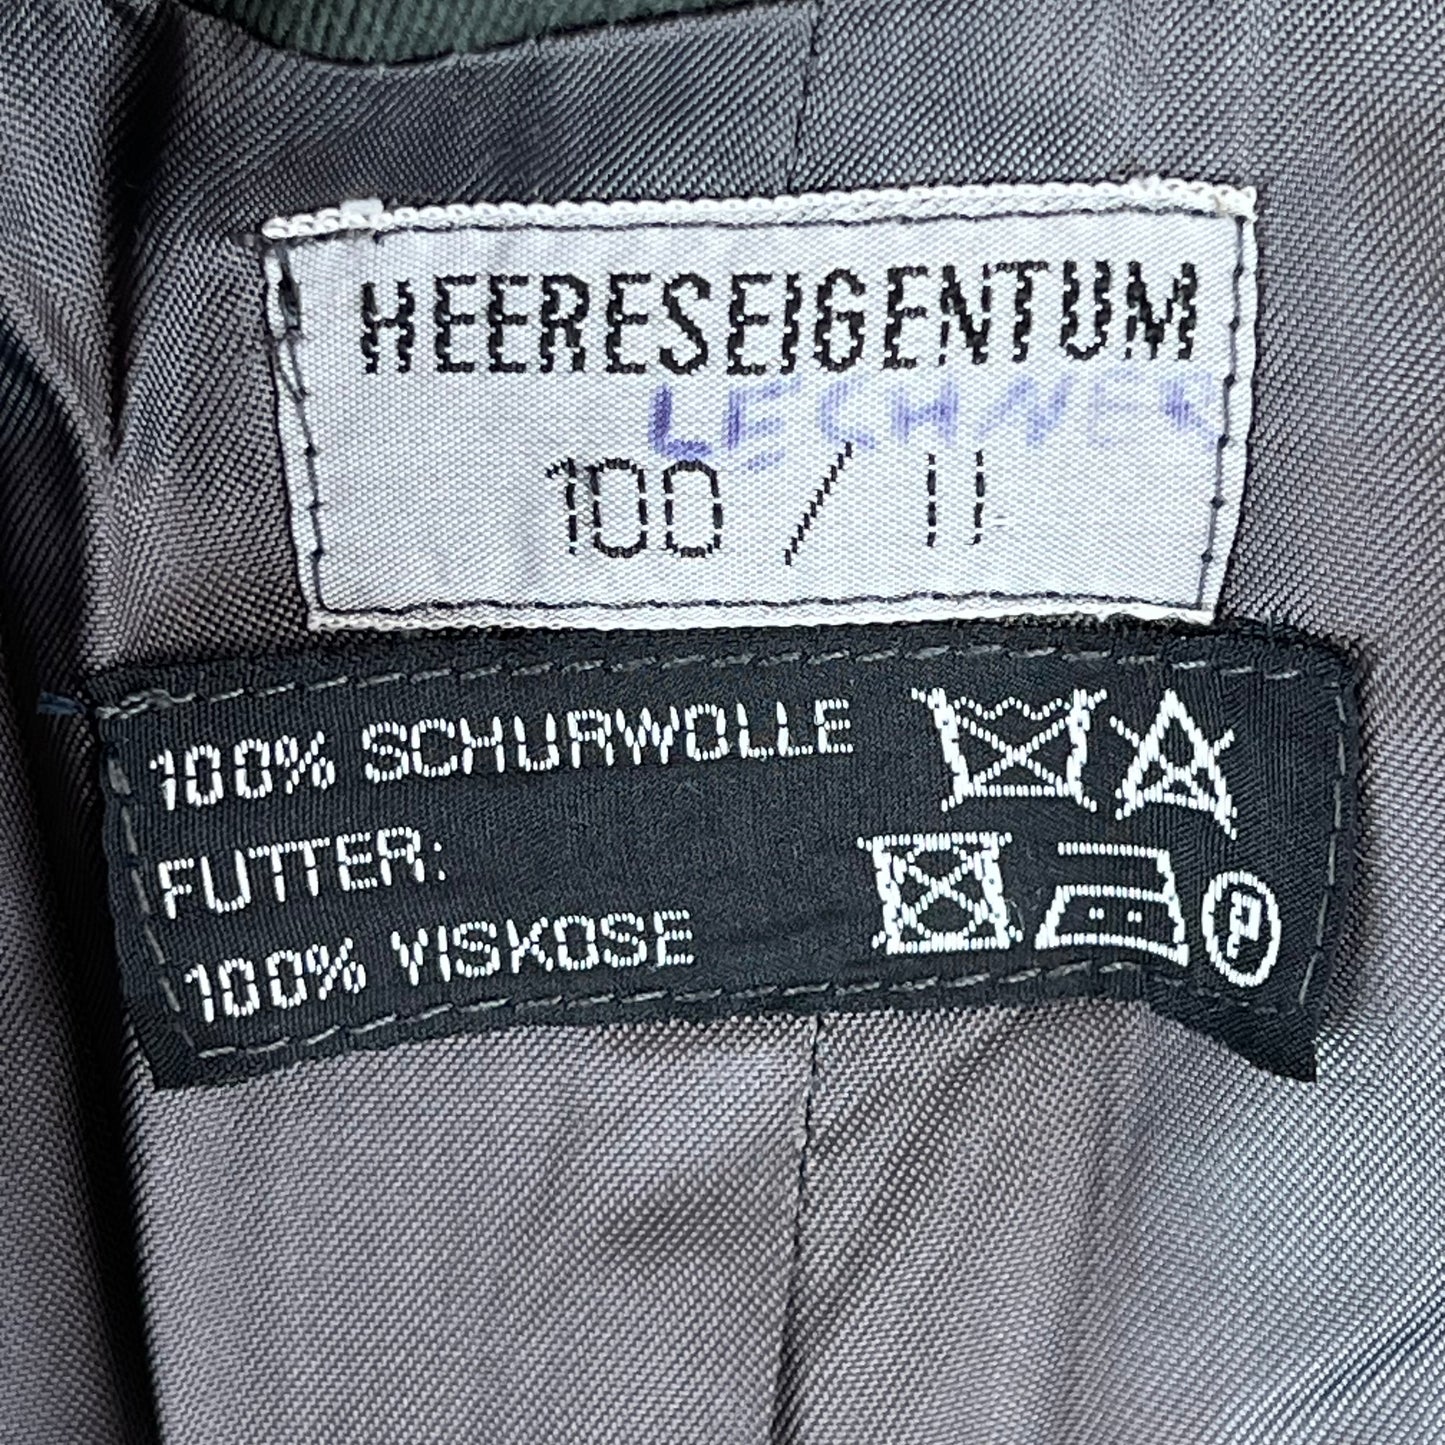 HEERESEIGENTUM
LECHNER
100 / II
100% SCHURWOLLE
FUTTER:
100% VISKOSE
P